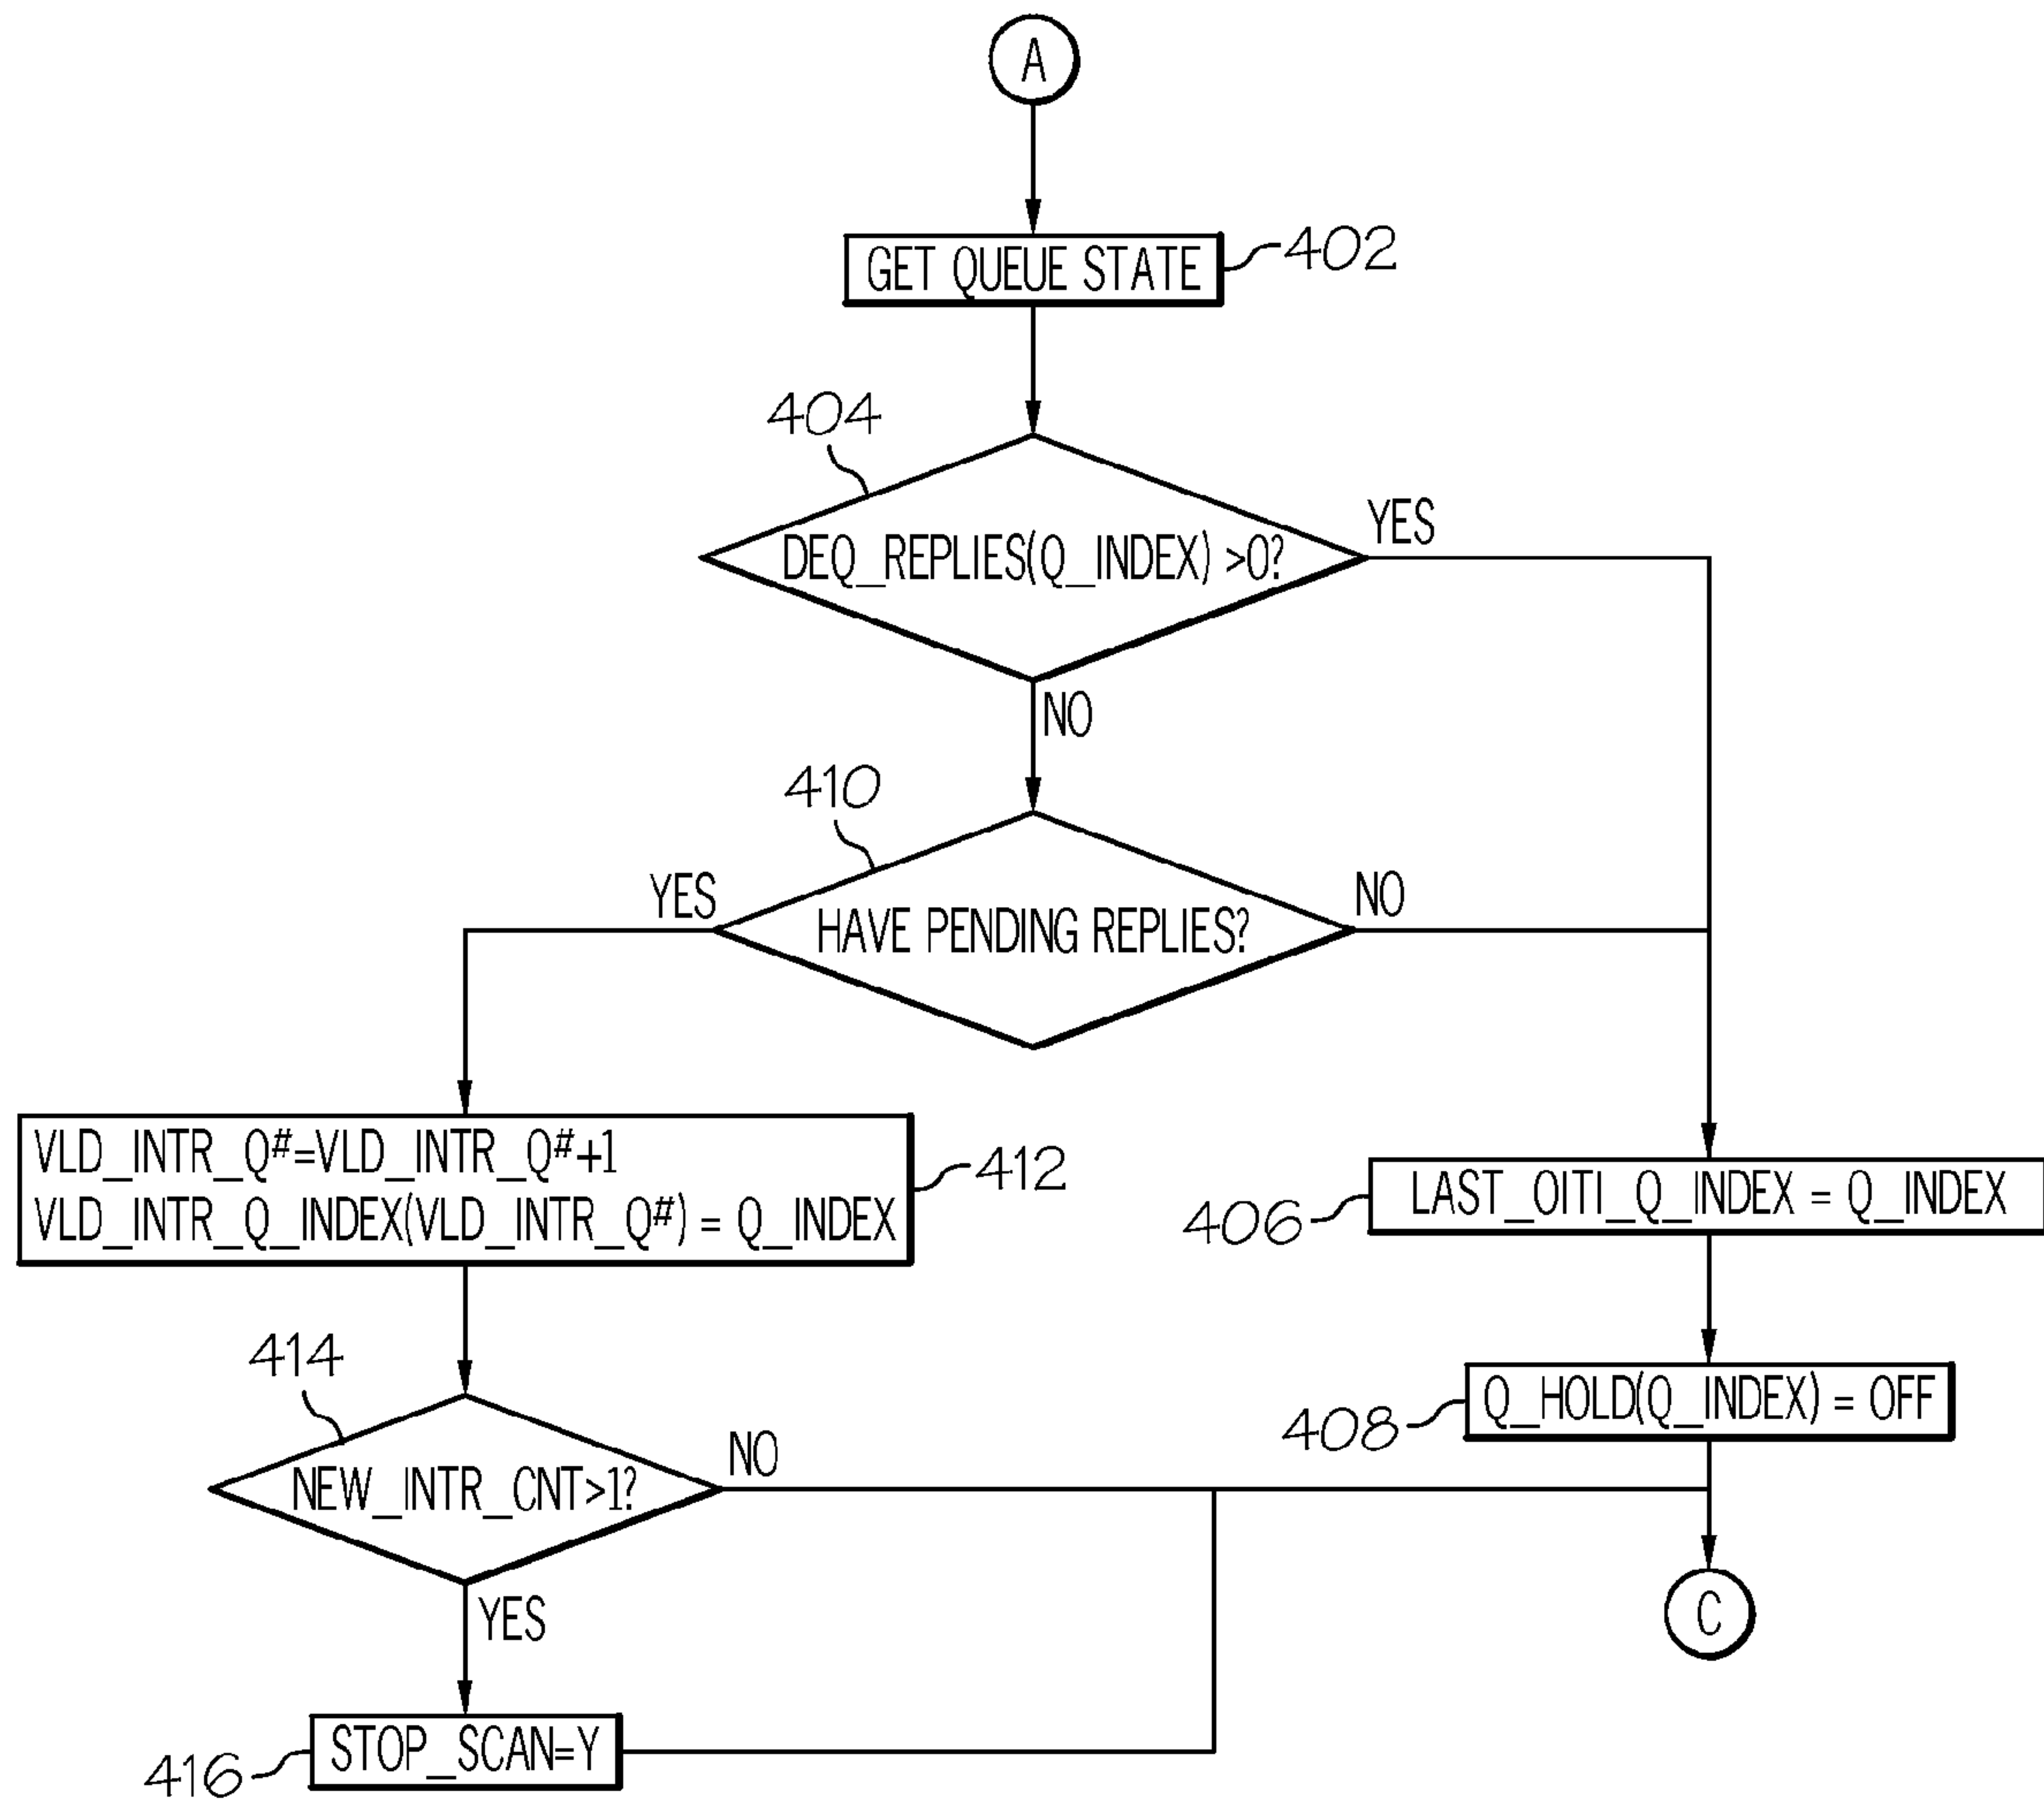 A
GET QUEUE STATE
402
404
DEQ_REPLIES(Q_INDEX) >0?
YES
NO
410
HAVE PENDING REPLIES?
YES
NO
VLD_INTR_Q#=VLD_INTR_Q#+1
VLD_INTR_Q_INDEX(VLD_INTR_Q#) = Q_INDEX
412
406
LAST_OITI_Q_INDEX = Q_INDEX
414
NEW_INTR_CNT>1?
NO
YES
408
Q_HOLD(Q_INDEX) = OFF
C
416
STOP_SCAN=Y